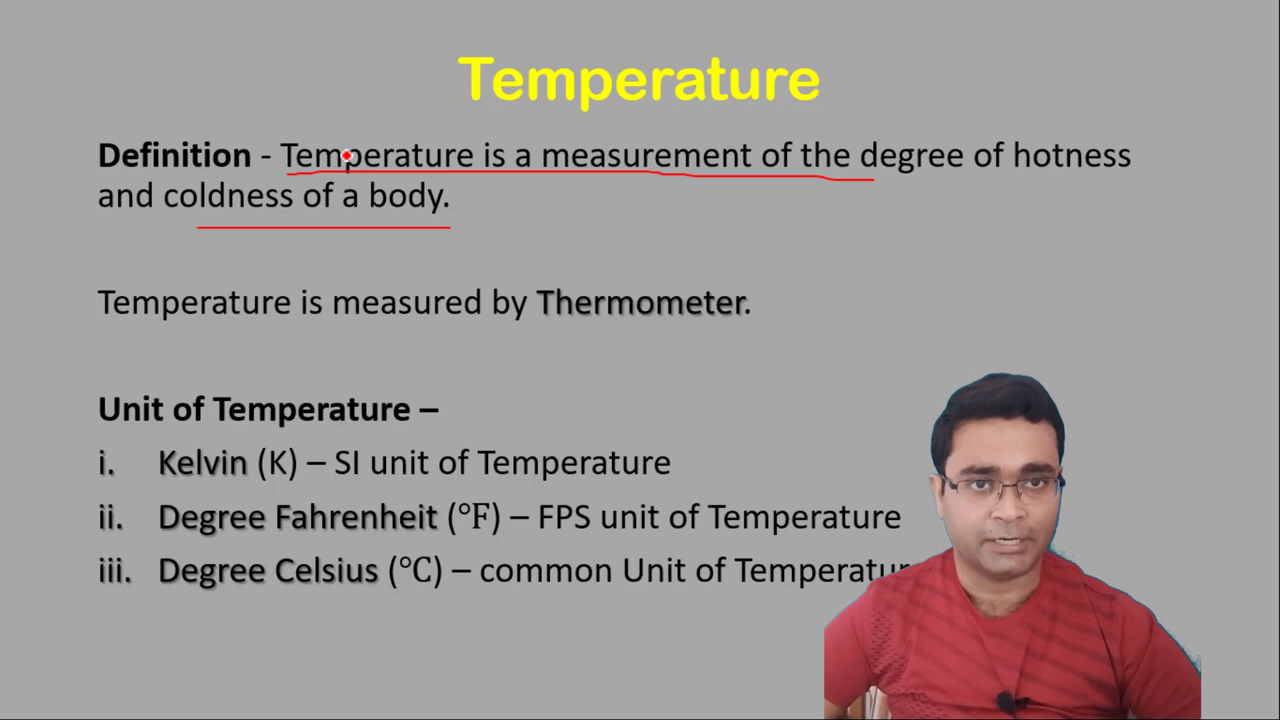 Temperature
Definition - Temperature is a measurement of the degree of hotness
and coldness of a body.
Temperature is measured by Thermometer.
Unit of Temperature –
i. Kelvin (K) – SI unit of Temperature
ii. Degree Fahrenheit (°F) – FPS unit of Temperature
iii. Degree Celsius (°C) – common Unit of Temperatur